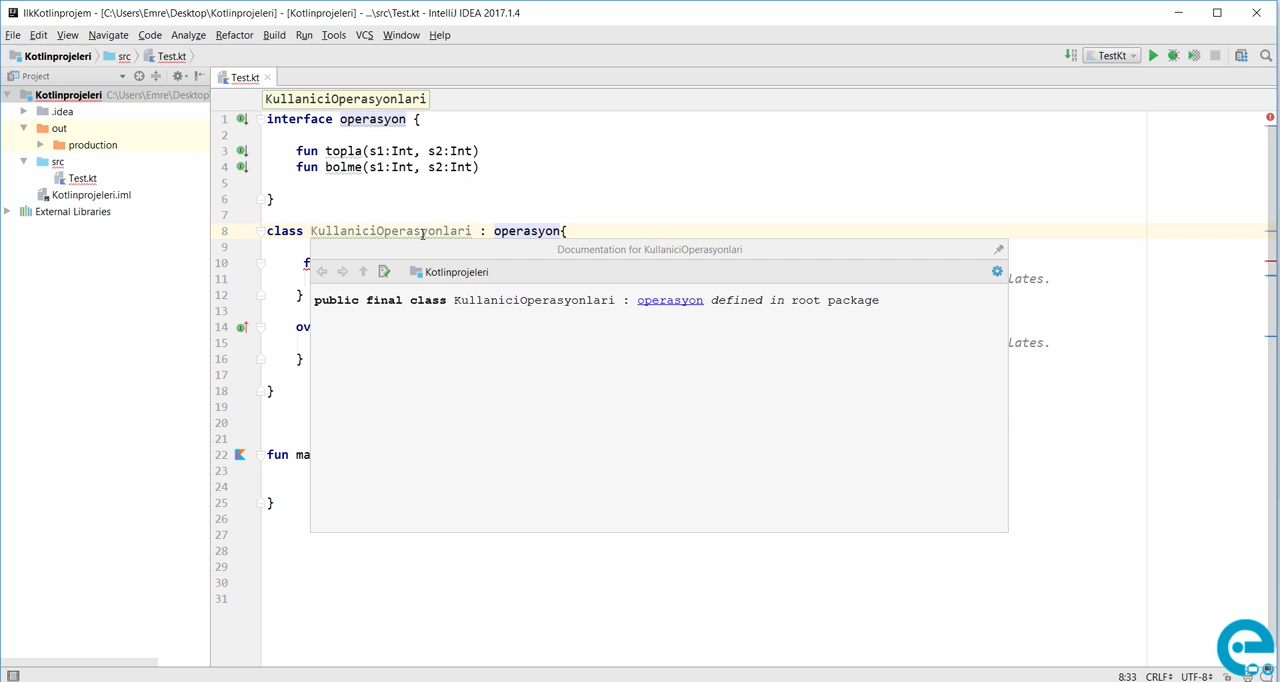 IlkKotlinprojem - [C:\Users\Emre\Desktop\Kotlinprojeleri] - [Kotlinprojeleri] - ...\src\Test.kt - IntelliJ IDEA 2017.1.4
File Edit View Navigate Code Analyze Refactor Build Run Tools VCS Window Help
Kotlinprojeleri src Test.kt TestKt
Project
Test.kt
Kotlinprojeleri C:\Users\Emre\Desktop
.idea
out
production
src
Test.kt
Kotlinprojeleri.iml
External Libraries
KullaniciOperasyonlari
1 interface operasyon {
2
3 fun topla(s1:Int, s2:Int)
4 fun bolme(s1:Int, s2:Int)
5
6 }
7
8 class KullaniciOperasyonlari : operasyon{
9
10 f
11 lates.
12 }
13
14 ov
15 lates.
16 }
17
18 }
19
20
21
22 fun ma
23
24
25 }
26
27
28
29
30
31
Documentation for KullaniciOperasyonlari
Kotlinprojeleri
public final class KullaniciOperasyonlari : operasyon defined in root package
8:33 CRLF UTF-8